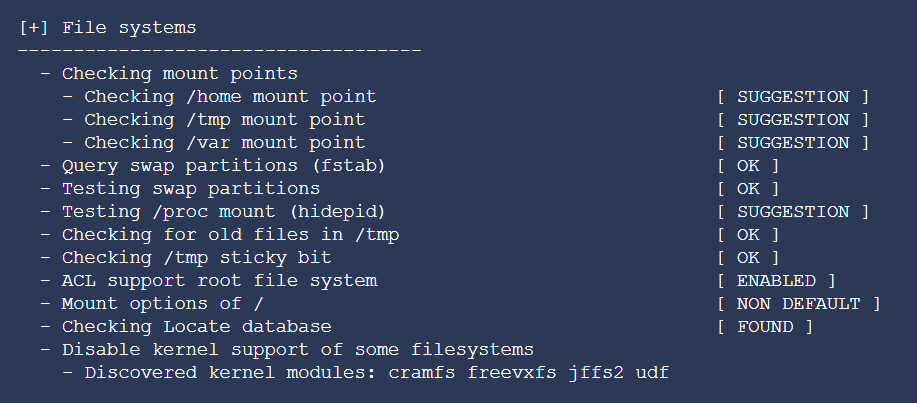 [+] File systems
------------------------------------
- Checking mount points
- Checking /home mount point [ SUGGESTION ]
- Checking /tmp mount point [ SUGGESTION ]
- Checking /var mount point [ SUGGESTION ]
- Query swap partitions (fstab) [ OK ]
- Testing swap partitions [ OK ]
- Testing /proc mount (hidepid) [ SUGGESTION ]
- Checking for old files in /tmp [ OK ]
- Checking /tmp sticky bit [ OK ]
- ACL support root file system [ ENABLED ]
- Mount options of / [ NON DEFAULT ]
- Checking Locate database [ FOUND ]
- Disable kernel support of some filesystems
- Discovered kernel modules: cramfs freevxfs jffs2 udf